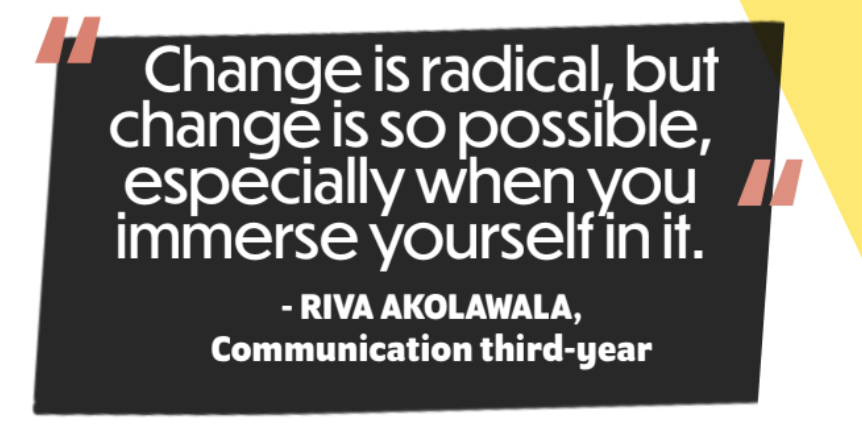 " Change is radical, but
change is so possible,
especially when you "
immerse yourself in it.
- RIVA AKOLAWALA,
Communication third-year